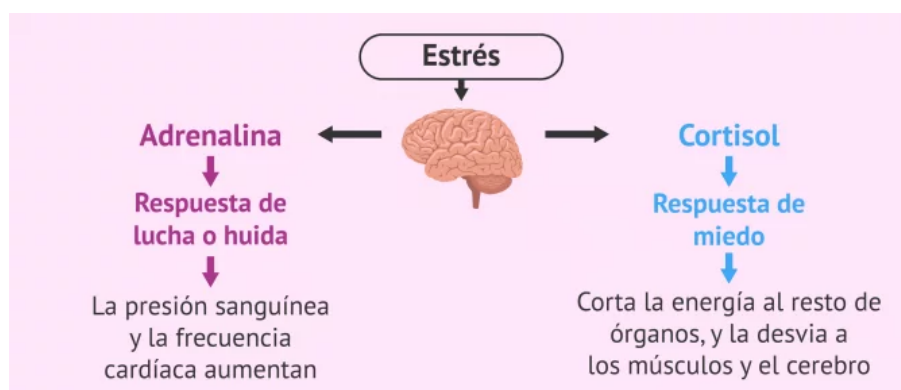 Estrés
Adrenalina
Respuesta de
lucha o huida
La presión sanguínea
y la frecuencia
cardíaca aumentan
Cortisol
Respuesta de
miedo
Corta la energía al resto de
órganos, y la desvia a
los músculos y el cerebro